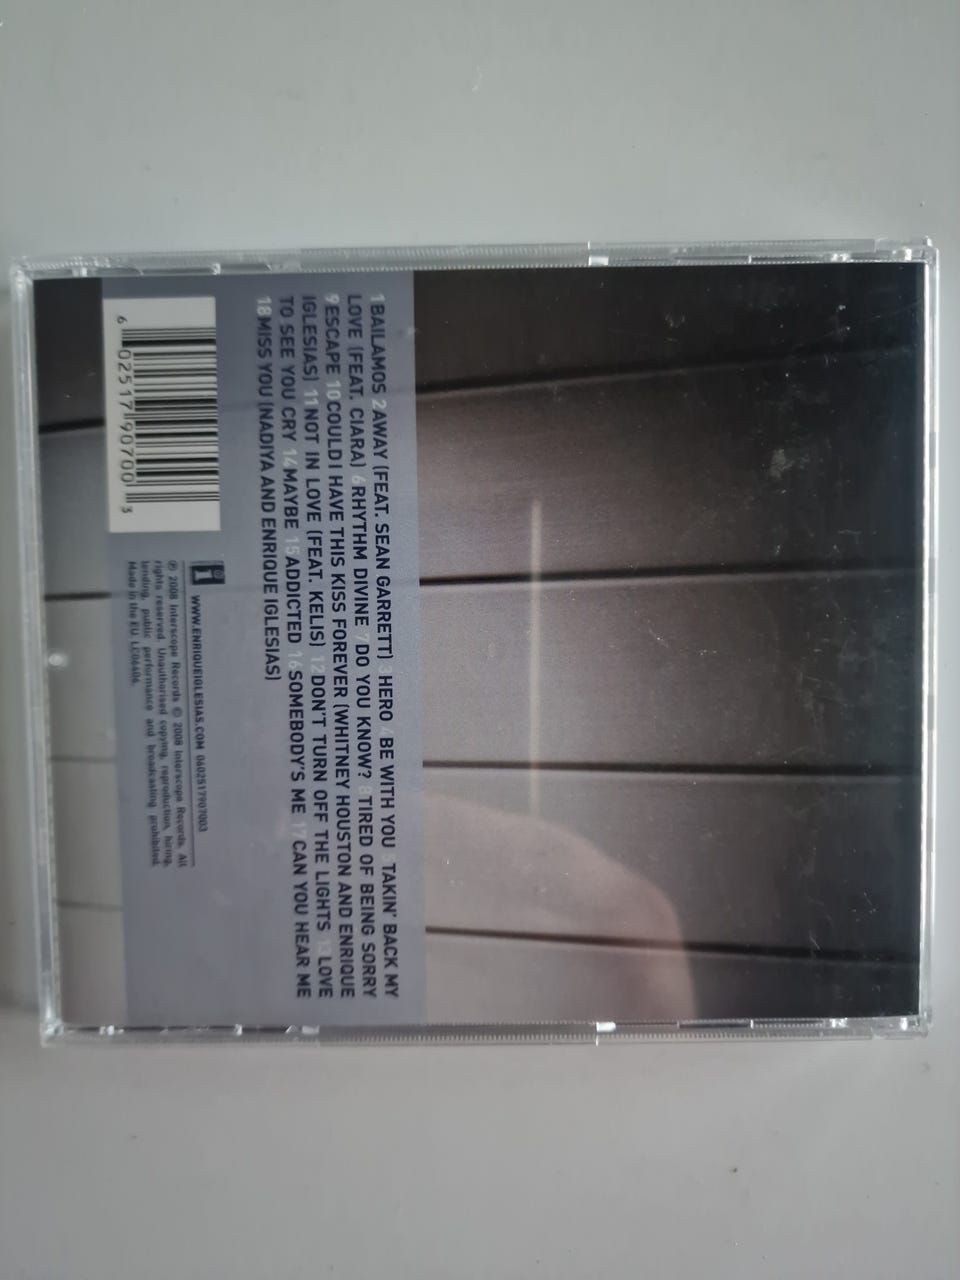 1 BAILAMOS 2 AWAY (FEAT. SEAN GARRETT) 3 HERO 4 BE WITH YOU 5 TAKIN' BACK MY
LOVE (FEAT. CIARA) 6 RHYTHM DIVINE 7 DO YOU KNOW? 8 TIRED OF BEING SORRY
9 ESCAPE 10 COULD I HAVE THIS KISS FOREVER (WHITNEY HOUSTON AND ENRIQUE
IGLESIAS) 11 NOT IN LOVE (FEAT. KELIS) 12 DON'T TURN OFF THE LIGHTS 13 LOVE
TO SEE YOU CRY 14 MAYBE 15 ADDICTED 16 SOMEBODY'S ME 17 CAN YOU HEAR ME
18 MISS YOU (NADIYA AND ENRIQUE IGLESIAS)
6 02517 90700 3
i WWW.ENRIQUEIGLESIAS.COM 0602517907003
℗ 2008 Interscope Records © 2008 Interscope Records. All
rights reserved. Unauthorised copying, reproduction, hiring,
lending, public performance and broadcasting prohibited.
Made in the EU. LC06406.